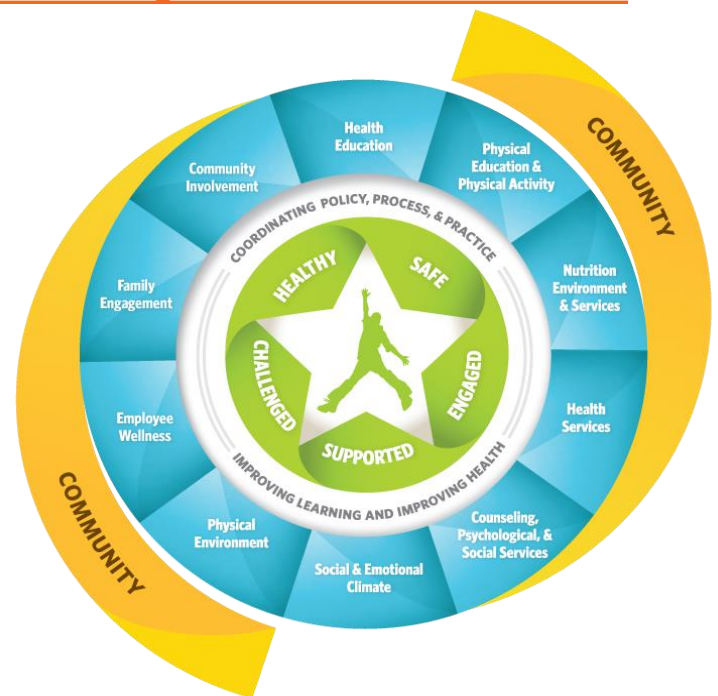 COMMUNITY
Health
Education
Physical
Education &
Physical Activity
Nutrition
Environment
& Services
Health
Services
Counseling,
Psychological, &
Social Services
Social & Emotional
Climate
Physical
Environment
Employee
Wellness
Family
Engagement
Community
Involvement
COORDINATING POLICY, PROCESS, & PRACTICE
IMPROVING LEARNING AND IMPROVING HEALTH
HEALTHY
SAFE
ENGAGED
SUPPORTED
CHALLENGED
COMMUNITY